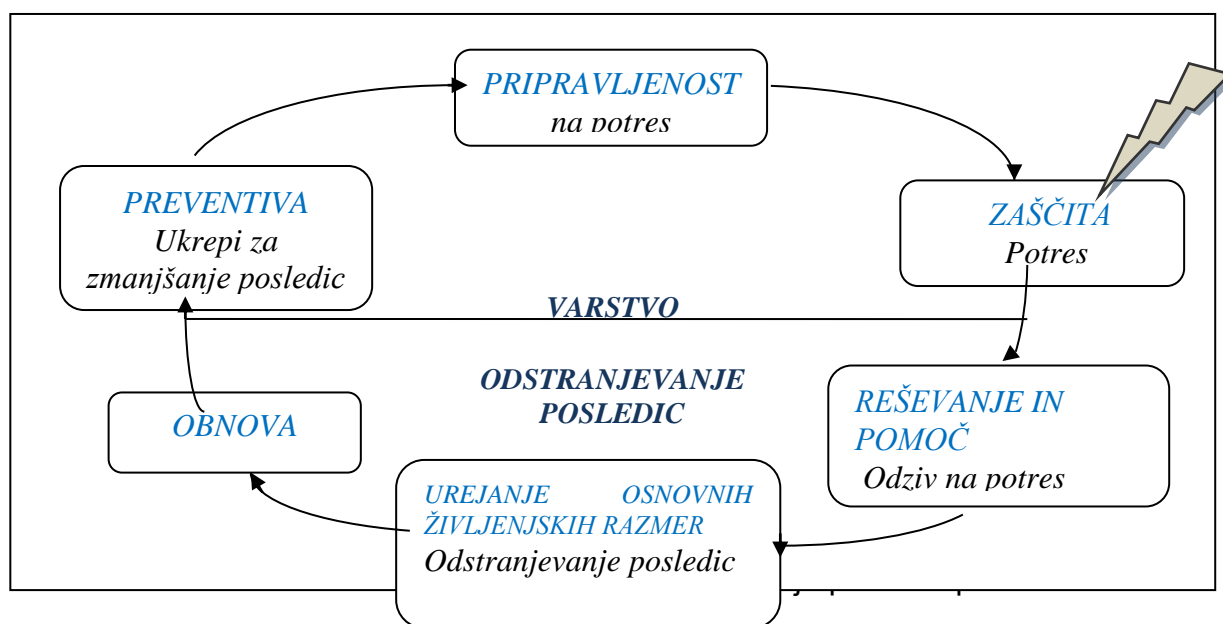 PRIPRAVLJENOST
na potres
PREVENTIVA
Ukrepi za
zmanjšanje posledic
ZAŠČITA
Potres
VARSTVO
ODSTRANJEVANJE
POSLEDIC
OBNOVA
REŠEVANJE IN
POMOČ
Odziv na potres
UREJANJE OSNOVNIH
ŽIVLJENJSKIH RAZMER
Odstranjevanje posledic